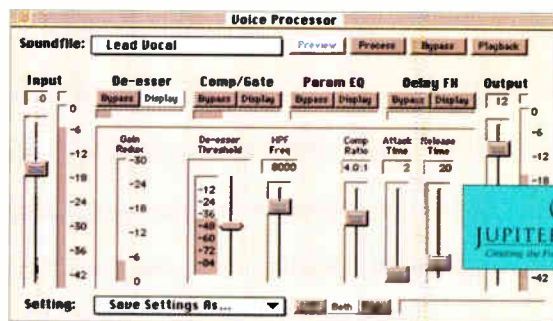 Voice Processor
Soundfile: Lead Vocal Preview Process Bypass Playback
Input De-esser Comp/Gate Param EQ Delay FX Output
0 Bypass Display Bypass Display Bypass Display Bypass Display 12
Gain Redux De-esser Threshold HPF Freq Comp Ratio Attack Time Release Time
8000 4.0:1 2 20
0 -6 -12 -18 -24 -30 -36 -42
-30 -24 -18 -12 -6 0
-12 -24 -36 -48 -60 -72 -84
0 -6 -12 -42
JUPITER
Creating the
Setting: Save Settings As... Both